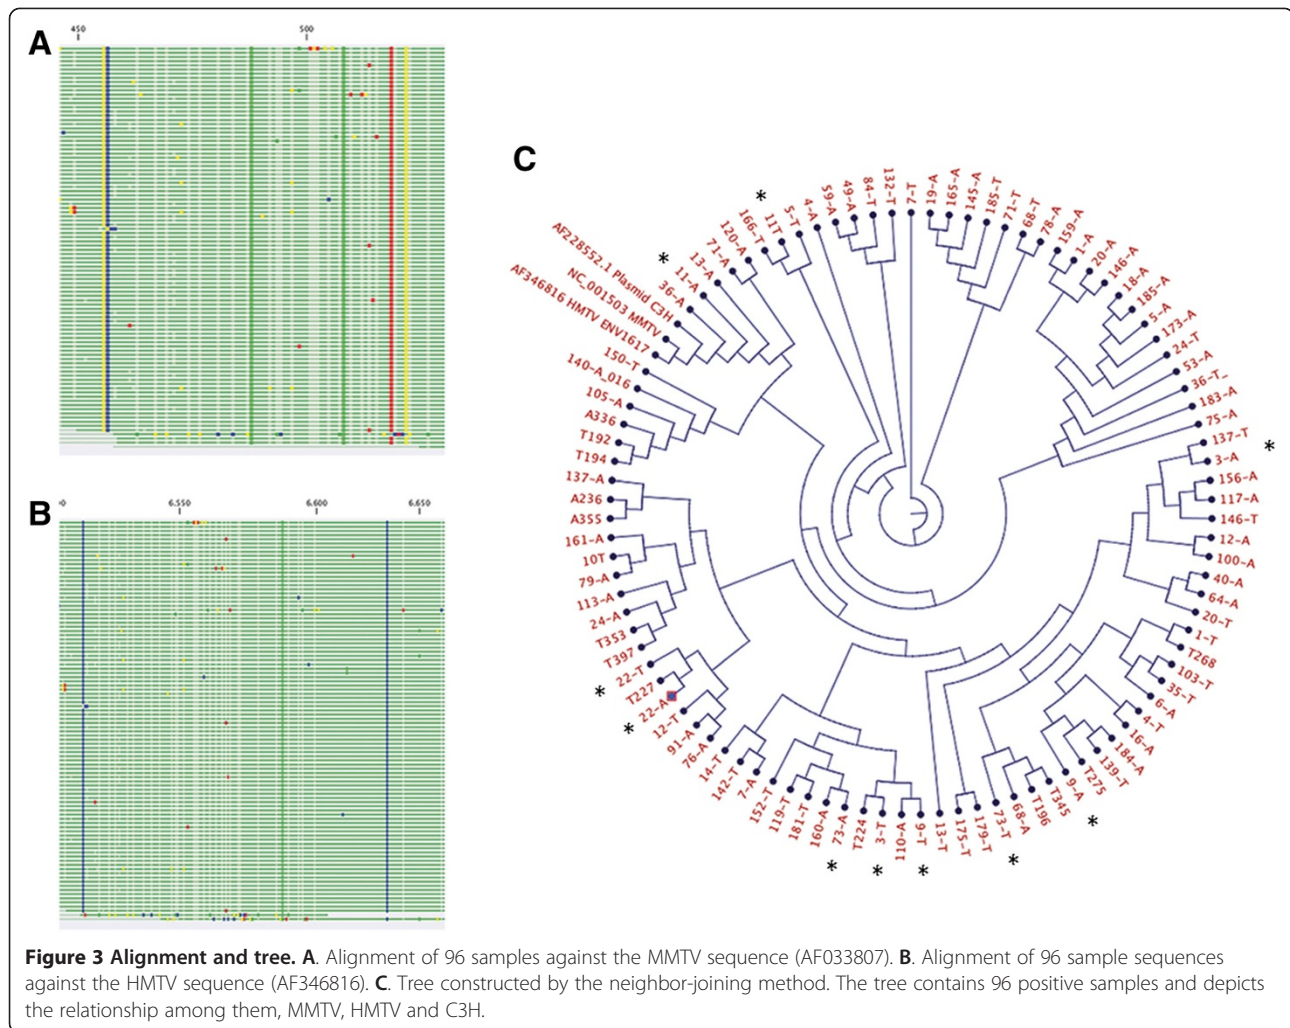 A
450 500
B
6.550 6.600 6.650
C
*
*
AF228552.1 Plasmid C3H
NC_001503 MMTV
AF346816 HMTV ENV1617
36-A
11-A
13-A
71-A
120-A
166-T
11T
5-T
4-A
59-A
49-A
84-T
132-T
7-T
19-A
165-A
145-A
185-T
71-T
68-T
78-A
159-A
1-A
20-A
146-A
18-A
185-A
5-A
173-A
24-T
53-A
36-T_
183-A
75-A
137-T
*
3-A
156-A
117-A
146-T
12-A
100-A
40-A
64-A
20-T
1-T
T268
103-T
35-T
6-A
4-T
16-A
184-A
139-T
T275
9-A
*
T345
T196
68-A
*
73-T
179-T
175-T
13-T
9-T
*
110-A
3-T
*
T224
73-A
*
160-A
181-T
119-T
152-T
7-A
142-T
14-T
76-A
91-A
12-T
*
22-A
T227
*
22-T
T397
T353
24-A
113-A
79-A
10T
161-A
A355
A236
137-A
T194
T192
A336
105-A
140-A_016
150-T
Figure 3 Alignment and tree. A. Alignment of 96 samples against the MMTV sequence (AF033807). B. Alignment of 96 sample sequences
against the HMTV sequence (AF346816). C. Tree constructed by the neighbor-joining method. The tree contains 96 positive samples and depicts
the relationship among them, MMTV, HMTV and C3H.